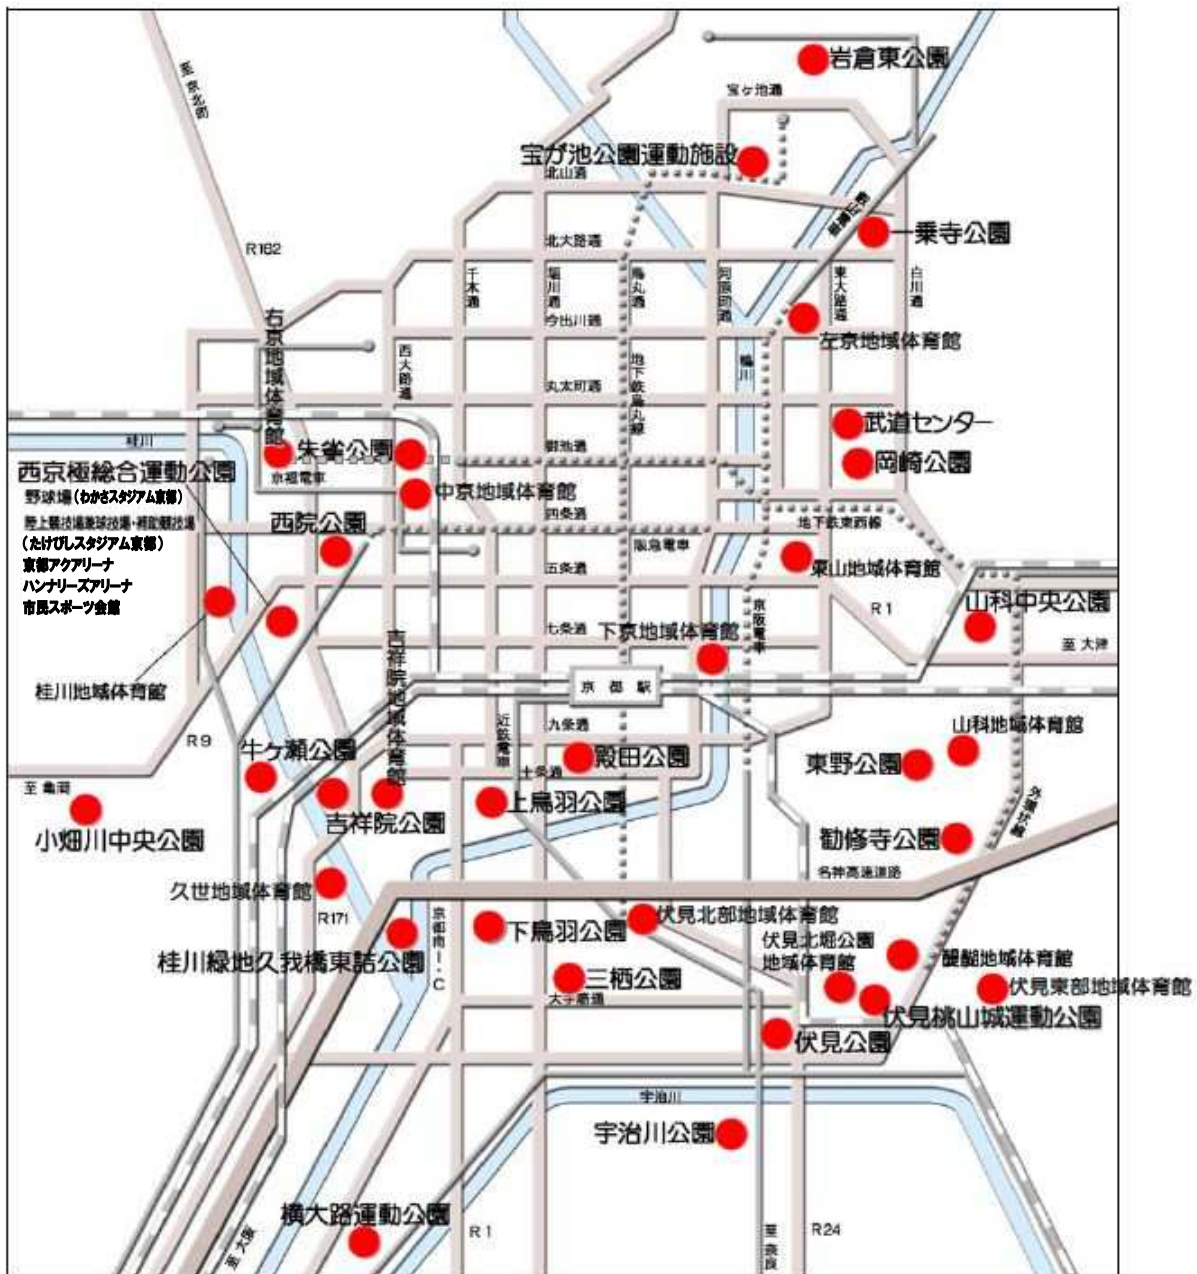 岩倉東公園
宝ヶ池通
宝が池公園運動施設
北山通
叡山電車
一乗寺公園
R162
北大路通
千本通
堀川通
烏丸通
河原町通
東大路通
白川通
今出川通
左京地域体育館
右京地域体育館
西大路通
地下鉄烏丸線
鴨川
丸太町通
武道センター
桂川
朱雀公園
御池通
岡崎公園
西京極総合運動公園
京福電車
野球場(わかさスタジアム京都)
中京地域体育館
陸上競技場兼球技場・補助競技場
(たけびしスタジアム京都)
京都アクアリーナ
ハンナリーズアリーナ
市民スポーツ会館
西院公園
四条通
地下鉄東西線
阪急電車
五条通
東山地域体育館
山科中央公園
R1
京阪電車
七条通
下京地域体育館
至 大津
吉祥院地域体育館
桂川地域体育館
京都駅
R9
近鉄電車
九条通
山科地域体育館
牛ヶ瀬公園
殿田公園
東野公園
十条通
至 亀岡
上鳥羽公園
外環状線
小畑川中央公園
吉祥院公園
勧修寺公園
名神高速道路
久世地域体育館
R171
京都南I・C
下鳥羽公園
伏見北部地域体育館
伏見北堀公園
地域体育館
醍醐地域体育館
桂川緑地久我橋東詰公園
三栖公園
大手筋通
伏見東部地域体育館
伏見桃山城運動公園
伏見公園
宇治川
宇治川公園
横大路運動公園
至 大阪
R1
至 奈良
R24